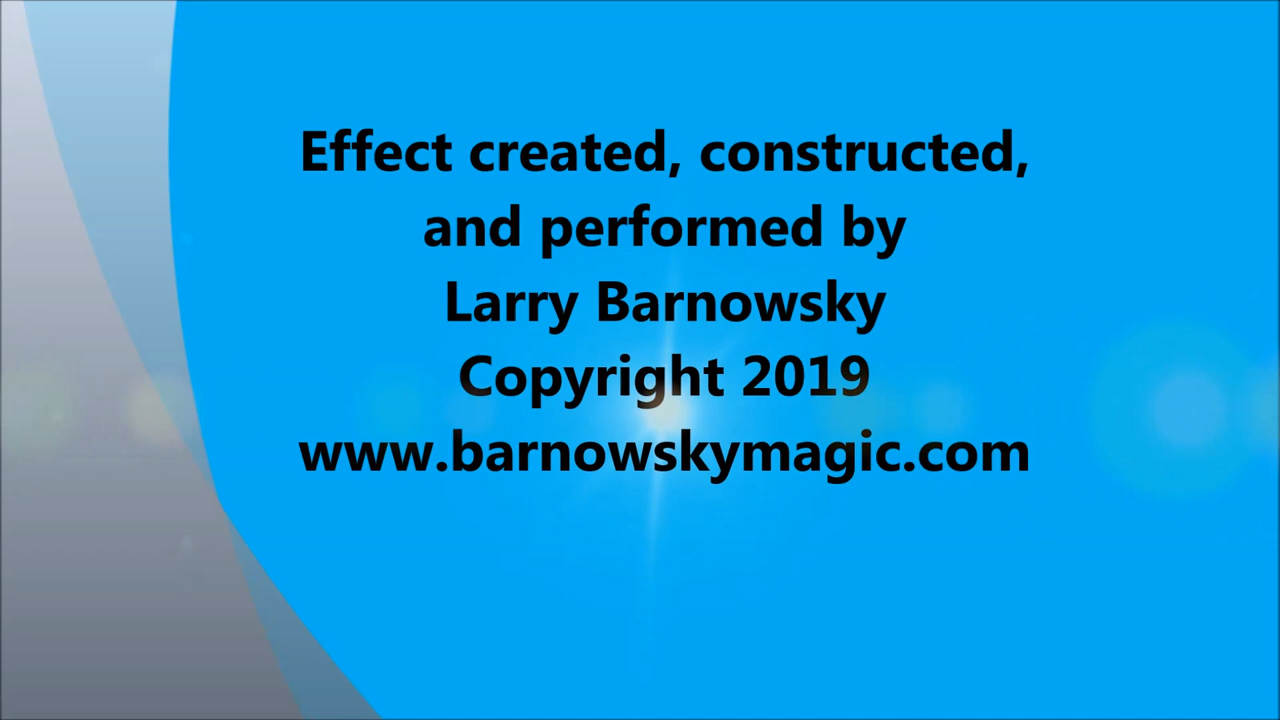 Effect created, constructed,
and performed by
Larry Barnowsky
Copyright 2019
www.barnowskymagic.com